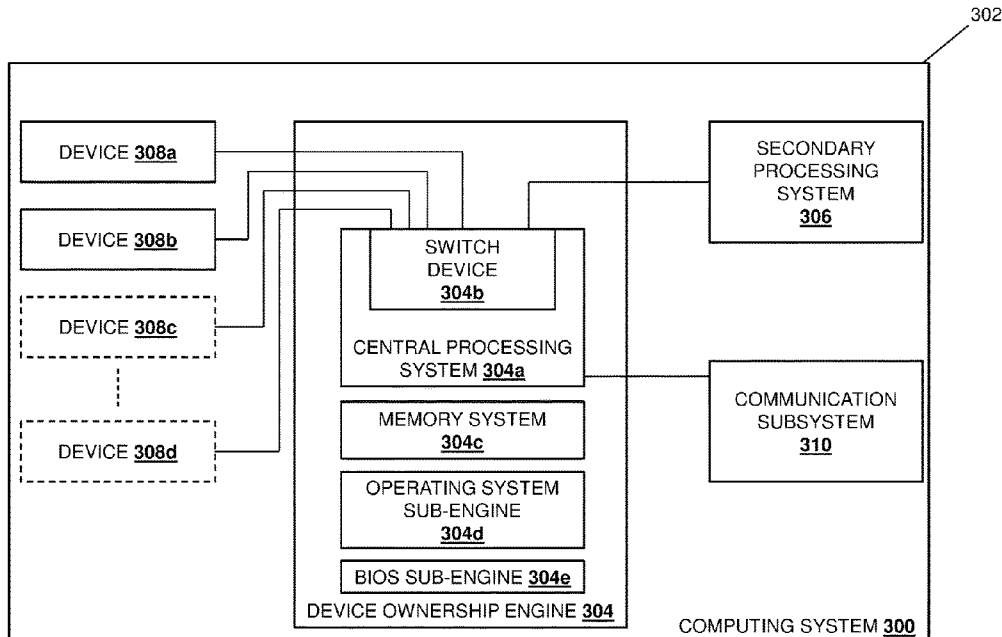 302
DEVICE 308a
DEVICE 308b
DEVICE 308c
DEVICE 308d
SWITCH
DEVICE
304b
CENTRAL PROCESSING
SYSTEM 304a
MEMORY SYSTEM
304c
OPERATING SYSTEM
SUB-ENGINE
304d
BIOS SUB-ENGINE 304e
DEVICE OWNERSHIP ENGINE 304
SECONDARY
PROCESSING
SYSTEM
306
COMMUNICATION
SUBSYSTEM
310
COMPUTING SYSTEM 300